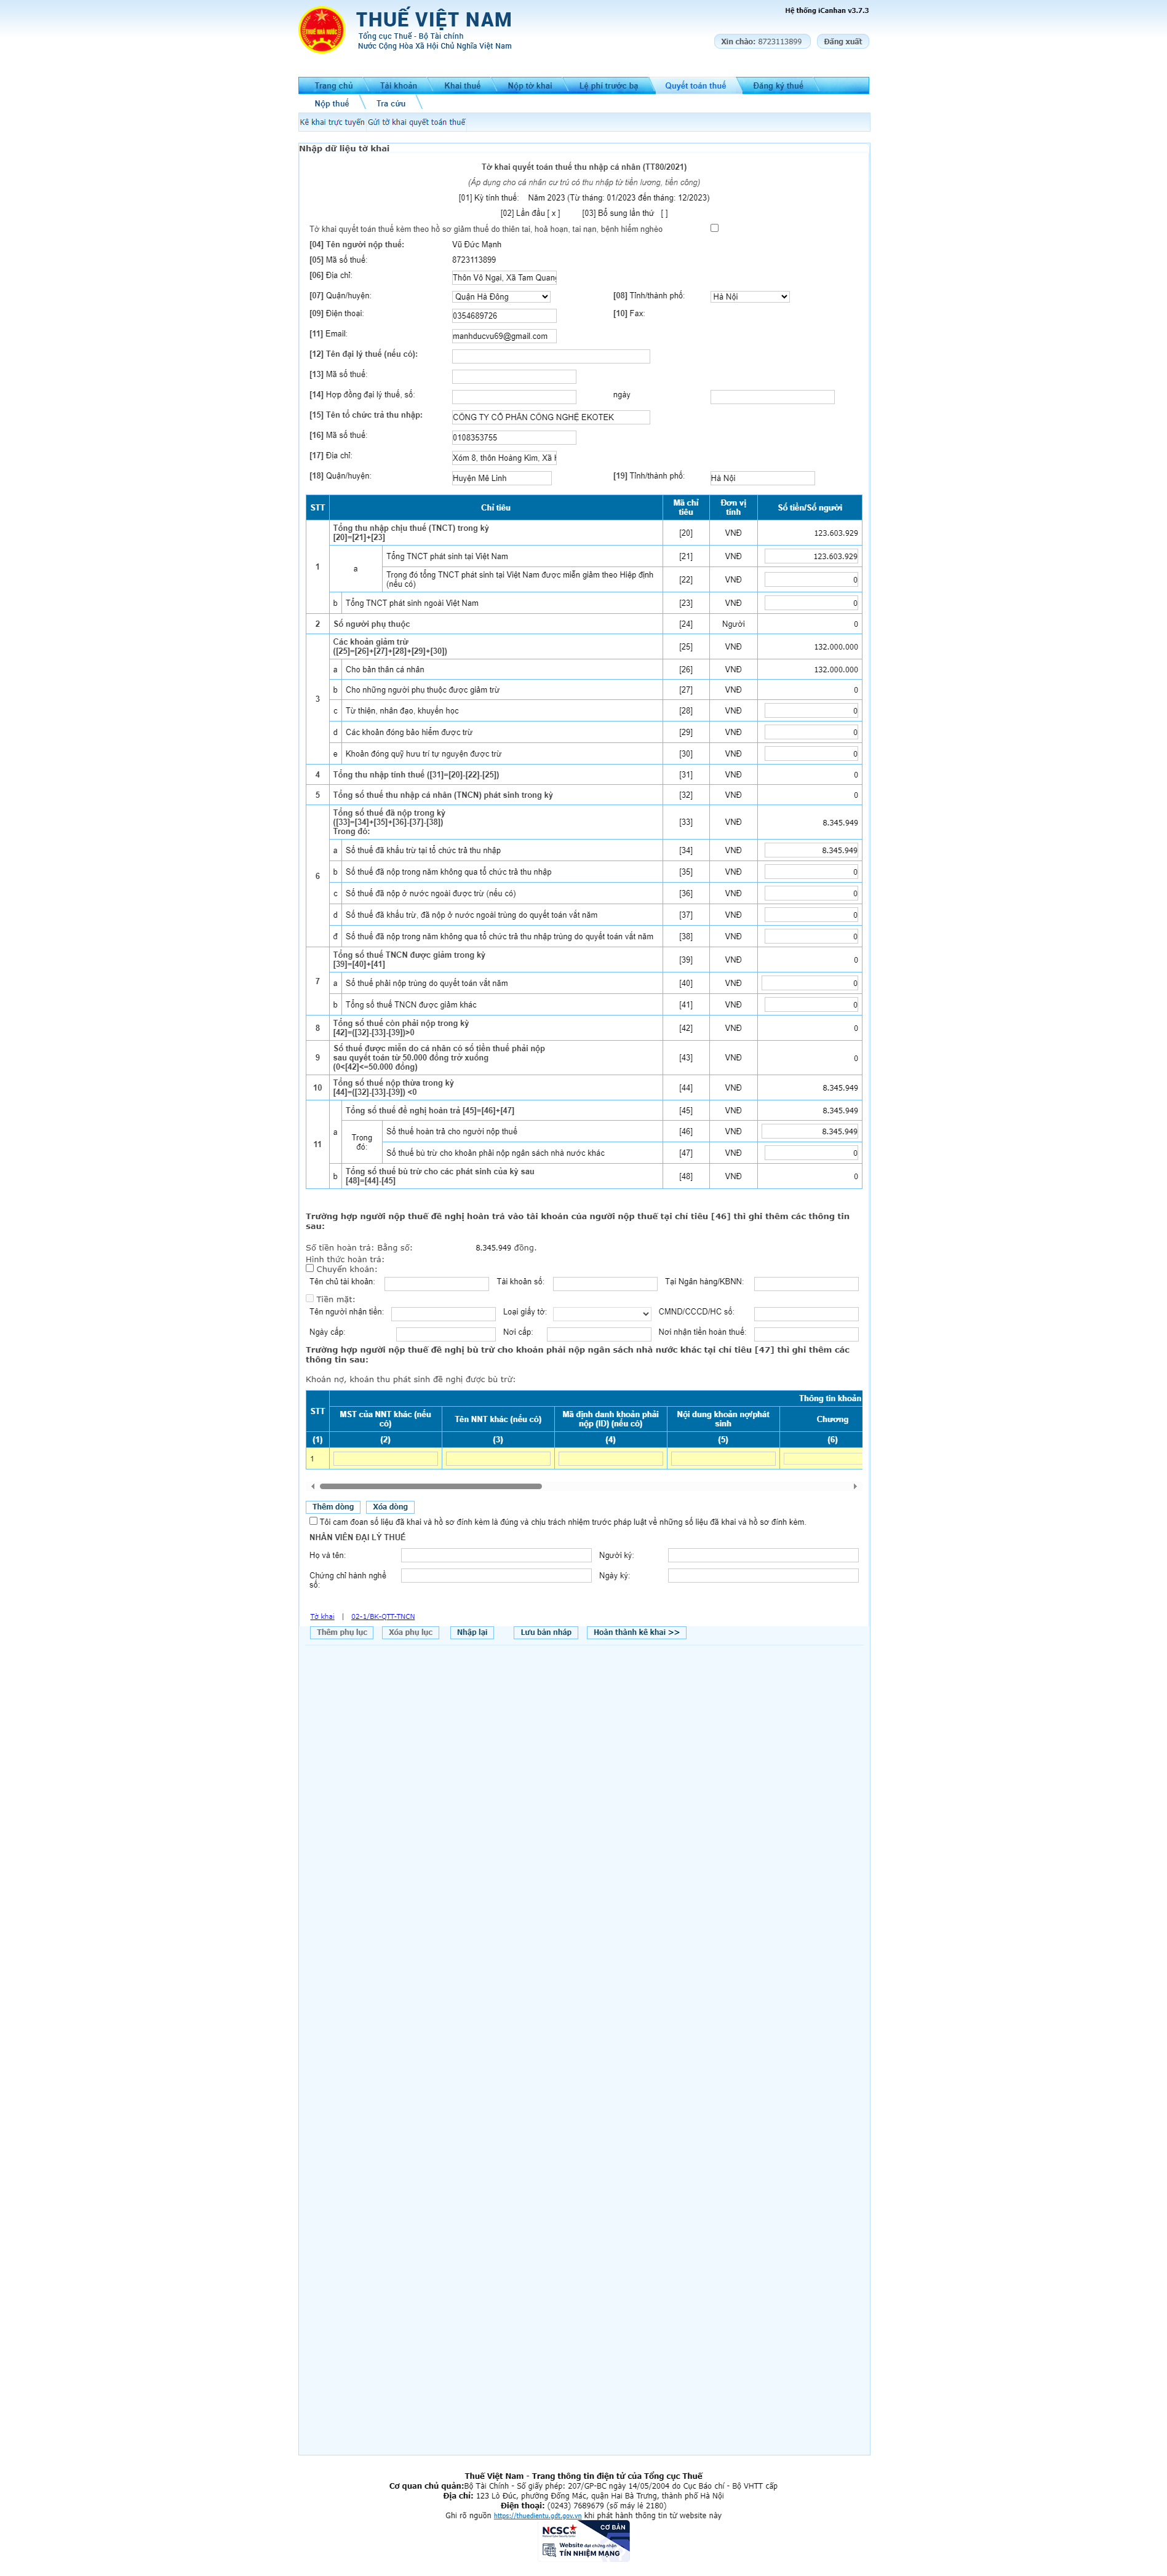 THUẾ VIỆT NAM
Tổng cục Thuế - Bộ Tài chính
Nước Cộng Hòa Xã Hội Chủ Nghĩa Việt Nam
THUẾ NHÀ NƯỚC
Hệ thống iCanhan v3.7.3
Xin chào: 8723113899 Đăng xuất
Trang chủ Tài khoản Khai thuế Nộp tờ khai Lệ phí trước bạ Quyết toán thuế Đăng ký thuế
Nộp thuế Tra cứu
Kê khai trực tuyến Gửi tờ khai quyết toán thuế
Nhập dữ liệu tờ khai
Tờ khai quyết toán thuế thu nhập cá nhân (TT80/2021)
(Áp dụng cho cá nhân cư trú có thu nhập từ tiền lương, tiền công)
[01] Kỳ tính thuế: Năm 2023 (Từ tháng: 01/2023 đến tháng: 12/2023)
[02] Lần đầu [ x ] [03] Bổ sung lần thứ [ ]
Tờ khai quyết toán thuế kèm theo hồ sơ giảm thuế do thiên tai, hoả hoạn, tai nạn, bệnh hiểm nghèo
[04] Tên người nộp thuế: Vũ Đức Mạnh
[05] Mã số thuế: 8723113899
[06] Địa chỉ: Thôn Võ Ngai, Xã Tam Quang
[07] Quận/huyện: Quận Hà Đông [08] Tỉnh/thành phố: Hà Nội
[09] Điện thoại: 0354689726 [10] Fax:
[11] Email: manhducvu69@gmail.com
[12] Tên đại lý thuế (nếu có):
[13] Mã số thuế:
[14] Hợp đồng đại lý thuế, số: ngày
[15] Tên tổ chức trả thu nhập: CÔNG TY CỔ PHẦN CÔNG NGHỆ EKOTEK
[16] Mã số thuế: 0108353755
[17] Địa chỉ: Xóm 8, thôn Hoàng Kim, Xã H
[18] Quận/huyện: Huyện Mê Linh [19] Tỉnh/thành phố: Hà Nội
STT Chỉ tiêu Mã chỉ tiêu Đơn vị tính Số tiền/Số người
1 Tổng thu nhập chịu thuế (TNCT) trong kỳ
[20]=[21]+[23] [20] VNĐ 123.603.929
a Tổng TNCT phát sinh tại Việt Nam [21] VNĐ 123.603.929
Trong đó tổng TNCT phát sinh tại Việt Nam được miễn giảm theo Hiệp định
(nếu có) [22] VNĐ 0
b Tổng TNCT phát sinh ngoài Việt Nam [23] VNĐ 0
2 Số người phụ thuộc [24] Người 0
3 Các khoản giảm trừ
([25]=[26]+[27]+[28]+[29]+[30]) [25] VNĐ 132.000.000
a Cho bản thân cá nhân [26] VNĐ 132.000.000
b Cho những người phụ thuộc được giảm trừ [27] VNĐ 0
c Từ thiện, nhân đạo, khuyến học [28] VNĐ 0
d Các khoản đóng bảo hiểm được trừ [29] VNĐ 0
e Khoản đóng quỹ hưu trí tự nguyện được trừ [30] VNĐ 0
4 Tổng thu nhập tính thuế ([31]=[20]-[22]-[25]) [31] VNĐ 0
5 Tổng số thuế thu nhập cá nhân (TNCN) phát sinh trong kỳ [32] VNĐ 0
6 Tổng số thuế đã nộp trong kỳ
([33]=[34]+[35]+[36]-[37]-[38])
Trong đó: [33] VNĐ 8.345.949
a Số thuế đã khấu trừ tại tổ chức trả thu nhập [34] VNĐ 8.345.949
b Số thuế đã nộp trong năm không qua tổ chức trả thu nhập [35] VNĐ 0
c Số thuế đã nộp ở nước ngoài được trừ (nếu có) [36] VNĐ 0
d Số thuế đã khấu trừ, đã nộp ở nước ngoài trùng do quyết toán vắt năm [37] VNĐ 0
đ Số thuế đã nộp trong năm không qua tổ chức trả thu nhập trùng do quyết toán vắt năm [38] VNĐ 0
7 Tổng số thuế TNCN được giảm trong kỳ
[39]=[40]+[41] [39] VNĐ 0
a Số thuế phải nộp trùng do quyết toán vắt năm [40] VNĐ 0
b Tổng số thuế TNCN được giảm khác [41] VNĐ 0
8 Tổng số thuế còn phải nộp trong kỳ
[42]=([32]-[33]-[39])>0 [42] VNĐ 0
9 Số thuế được miễn do cá nhân có số tiền thuế phải nộp
sau quyết toán từ 50.000 đồng trở xuống
(0<[42]<=50.000 đồng) [43] VNĐ 0
10 Tổng số thuế nộp thừa trong kỳ
[44]=([32]-[33]-[39]) <0 [44] VNĐ 8.345.949
11 a Tổng số thuế đề nghị hoàn trả [45]=[46]+[47] [45] VNĐ 8.345.949
Trong đó: Số thuế hoàn trả cho người nộp thuế [46] VNĐ 8.345.949
Số thuế bù trừ cho khoản phải nộp ngân sách nhà nước khác [47] VNĐ 0
b Tổng số thuế bù trừ cho các phát sinh của kỳ sau
[48]=[44]-[45] [48] VNĐ 0
Trường hợp người nộp thuế đề nghị hoàn trả vào tài khoản của người nộp thuế tại chỉ tiêu [46] thì ghi thêm các thông tin
sau:
Số tiền hoàn trả: Bằng số: 8.345.949 đồng.
Hình thức hoàn trả:
Chuyển khoản:
Tên chủ tài khoản: Tài khoản số: Tại Ngân hàng/KBNN:
Tiền mặt:
Tên người nhận tiền: Loại giấy tờ: CMND/CCCD/HC số:
Ngày cấp: Nơi cấp: Nơi nhận tiền hoàn thuế:
Trường hợp người nộp thuế đề nghị bù trừ cho khoản phải nộp ngân sách nhà nước khác tại chỉ tiêu [47] thì ghi thêm các
thông tin sau:
Khoản nợ, khoản thu phát sinh đề nghị được bù trừ:
STT Thông tin khoản
MST của NNT khác (nếu có) Tên NNT khác (nếu có) Mã định danh khoản phải nộp (ID) (nếu có) Nội dung khoản nợ/phát sinh Chương
(1) (2) (3) (4) (5) (6)
1
Thêm dòng Xóa dòng
Tôi cam đoan số liệu đã khai và hồ sơ đính kèm là đúng và chịu trách nhiệm trước pháp luật về những số liệu đã khai và hồ sơ đính kèm.
NHÂN VIÊN ĐẠI LÝ THUẾ
Họ và tên: Người ký:
Chứng chỉ hành nghề
số: Ngày ký:
Tờ khai | 02-1/BK-QTT-TNCN
Thêm phụ lục Xóa phụ lục Nhập lại Lưu bản nháp Hoàn thành kê khai >>
Thuế Việt Nam - Trang thông tin điện tử của Tổng cục Thuế
Cơ quan chủ quản:Bộ Tài Chính - Số giấy phép: 207/GP-BC ngày 14/05/2004 do Cục Báo chí - Bộ VHTT cấp
Địa chỉ: 123 Lò Đúc, phường Đống Mác, quận Hai Bà Trưng, thành phố Hà Nội
Điện thoại: (0243) 7689679 (số máy lẻ 2180)
Ghi rõ nguồn https://thuedientu.gdt.gov.vn khi phát hành thông tin từ website này
NCSC CƠ BẢN
Website đạt chứng nhận
TÍN NHIỆM MẠNG